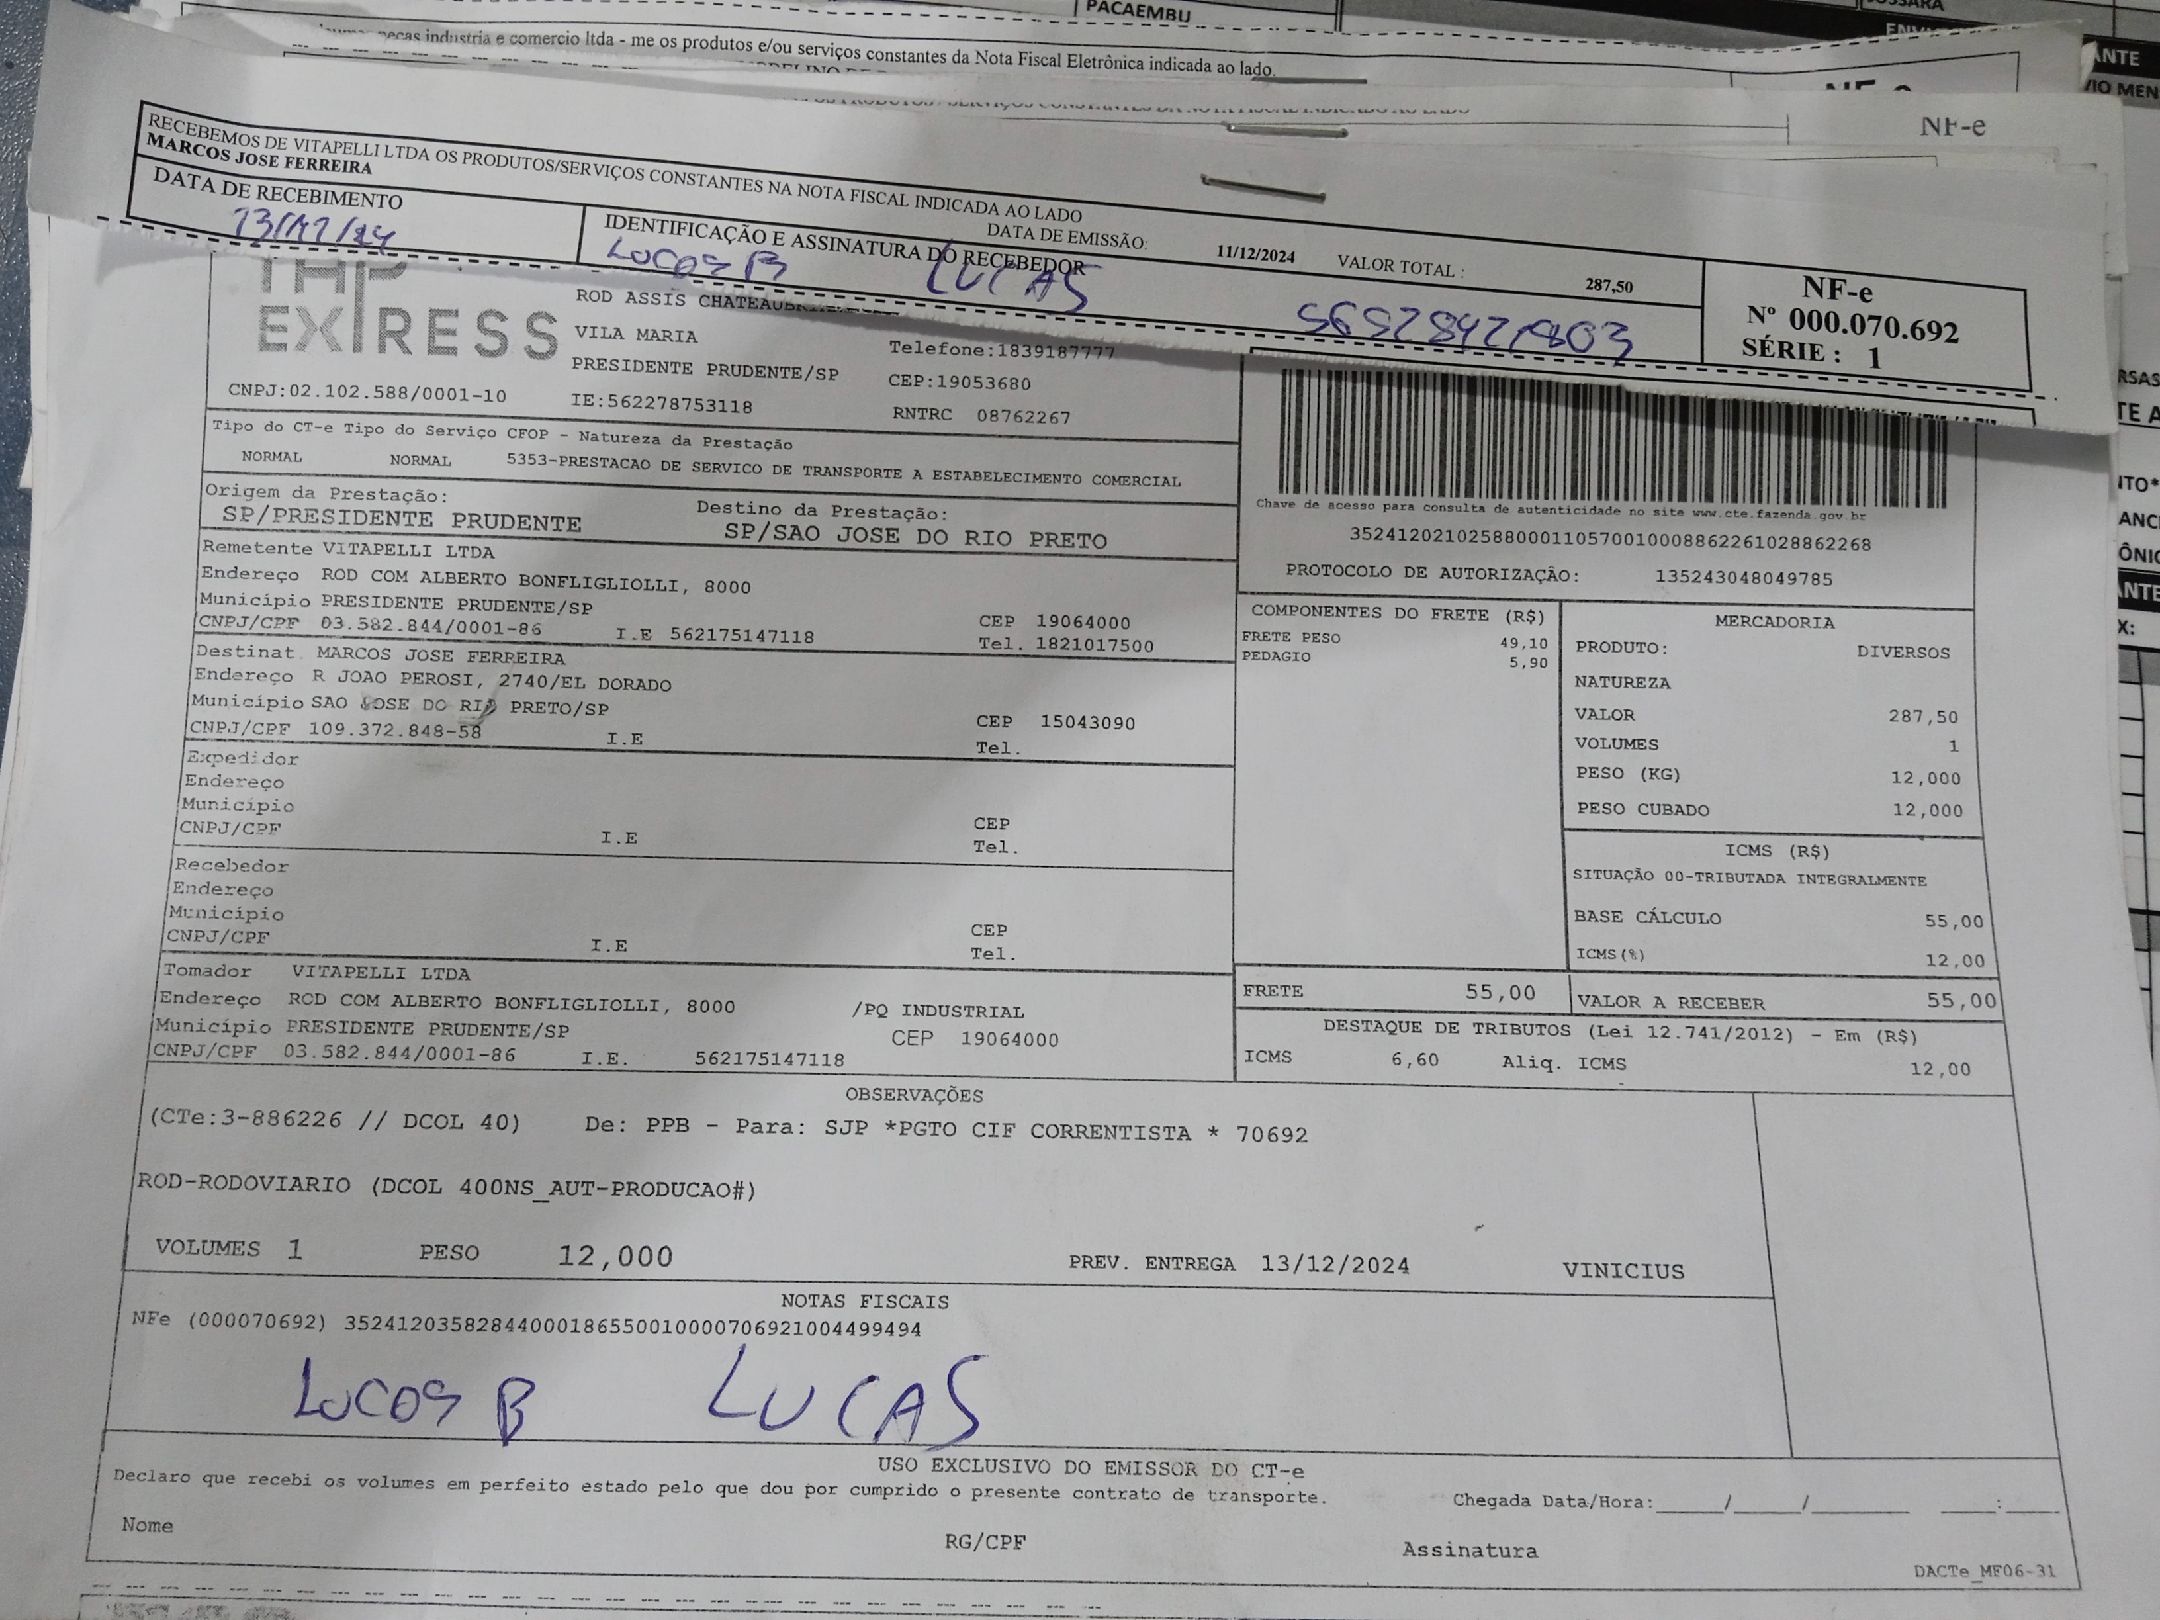 PACAEMBU
pecas industria e comercio ltda - me os produtos e/ou serviços constantes da Nota Fiscal Eletrônica indicada ao lado.
NF-e
RECEBEMOS DE VITAPELLI LTDA OS PRODUTOS/SERVIÇOS CONSTANTES NA NOTA FISCAL INDICADA AO LADO
MARCOS JOSE FERREIRA
DATA DE EMISSÃO: 11/12/2024 VALOR TOTAL : 287,50
DATA DE RECEBIMENTO
IDENTIFICAÇÃO E ASSINATURA DO RECEBEDOR
LUCAS
NF-e
Nº 000.070.692
SÉRIE : 1
EXPRESS
VILA MARIA
Telefone:1839187777
PRESIDENTE PRUDENTE/SP CEP:19053680
CNPJ:02.102.588/0001-10 IE:562278753118 RNTRC 08762267
Tipo do CT-e Tipo do Serviço CFOP - Natureza da Prestação
NORMAL NORMAL 5353-PRESTACAO DE SERVICO DE TRANSPORTE A ESTABELECIMENTO COMERCIAL
Origem da Prestação: Destino da Prestação:
SP/PRESIDENTE PRUDENTE SP/SAO JOSE DO RIO PRETO
Chave de acesso para consulta de autenticidade no site www.cte.fazenda.gov.br
35241202102588000110570010008862261028862268
PROTOCOLO DE AUTORIZAÇÃO: 135243048049785
Remetente VITAPELLI LTDA
Endereço ROD COM ALBERTO BONFLIGLIOLLI, 8000
Município PRESIDENTE PRUDENTE/SP CEP 19064000
CNPJ/CPF 03.582.844/0001-86 I.E 562175147118 Tel. 1821017500
Destinat. MARCOS JOSE FERREIRA
Endereço R JOAO PEROSI, 2740/EL DORADO
Município SAO JOSE DO RIO PRETO/SP CEP 15043090
CNPJ/CPF 109.372.848-58 I.E Tel.
Expedidor
Endereço
Município CEP
CNPJ/CPF I.E Tel.
Recebedor
Endereço
Município CEP
CNPJ/CPF I.E Tel.
Tomador VITAPELLI LTDA
Endereço ROD COM ALBERTO BONFLIGLIOLLI, 8000 /PQ INDUSTRIAL
Município PRESIDENTE PRUDENTE/SP CEP 19064000
CNPJ/CPF 03.582.844/0001-86 I.E. 562175147118
COMPONENTES DO FRETE (R$)
FRETE PESO 49,10
PEDAGIO 5,90
MERCADORIA
PRODUTO: DIVERSOS
NATUREZA
VALOR 287,50
VOLUMES 1
PESO (KG) 12,000
PESO CUBADO 12,000
ICMS (R$)
SITUAÇÃO 00-TRIBUTADA INTEGRALMENTE
BASE CÁLCULO 55,00
ICMS(%) 12,00
FRETE 55,00 VALOR A RECEBER 55,00
DESTAQUE DE TRIBUTOS (Lei 12.741/2012) - Em (R$)
ICMS 6,60 Aliq. ICMS 12,00
OBSERVAÇÕES
(CTe:3-886226 // DCOL 40) De: PPB - Para: SJP *PGTO CIF CORRENTISTA * 70692
ROD-RODOVIARIO (DCOL 400NS_AUT-PRODUCAO#)
VOLUMES 1 PESO 12,000 PREV. ENTREGA 13/12/2024 VINICIUS
NOTAS FISCAIS
NFe (000070692) 35241203582844000186550010000706921004499494
LUCAS B LUCAS
USO EXCLUSIVO DO EMISSOR DO CT-e
Declaro que recebi os volumes em perfeito estado pelo que dou por cumprido o presente contrato de transporte. Chegada Data/Hora:_____/_____/_______ ____:____
Nome RG/CPF Assinatura
DACTe_MF06-31